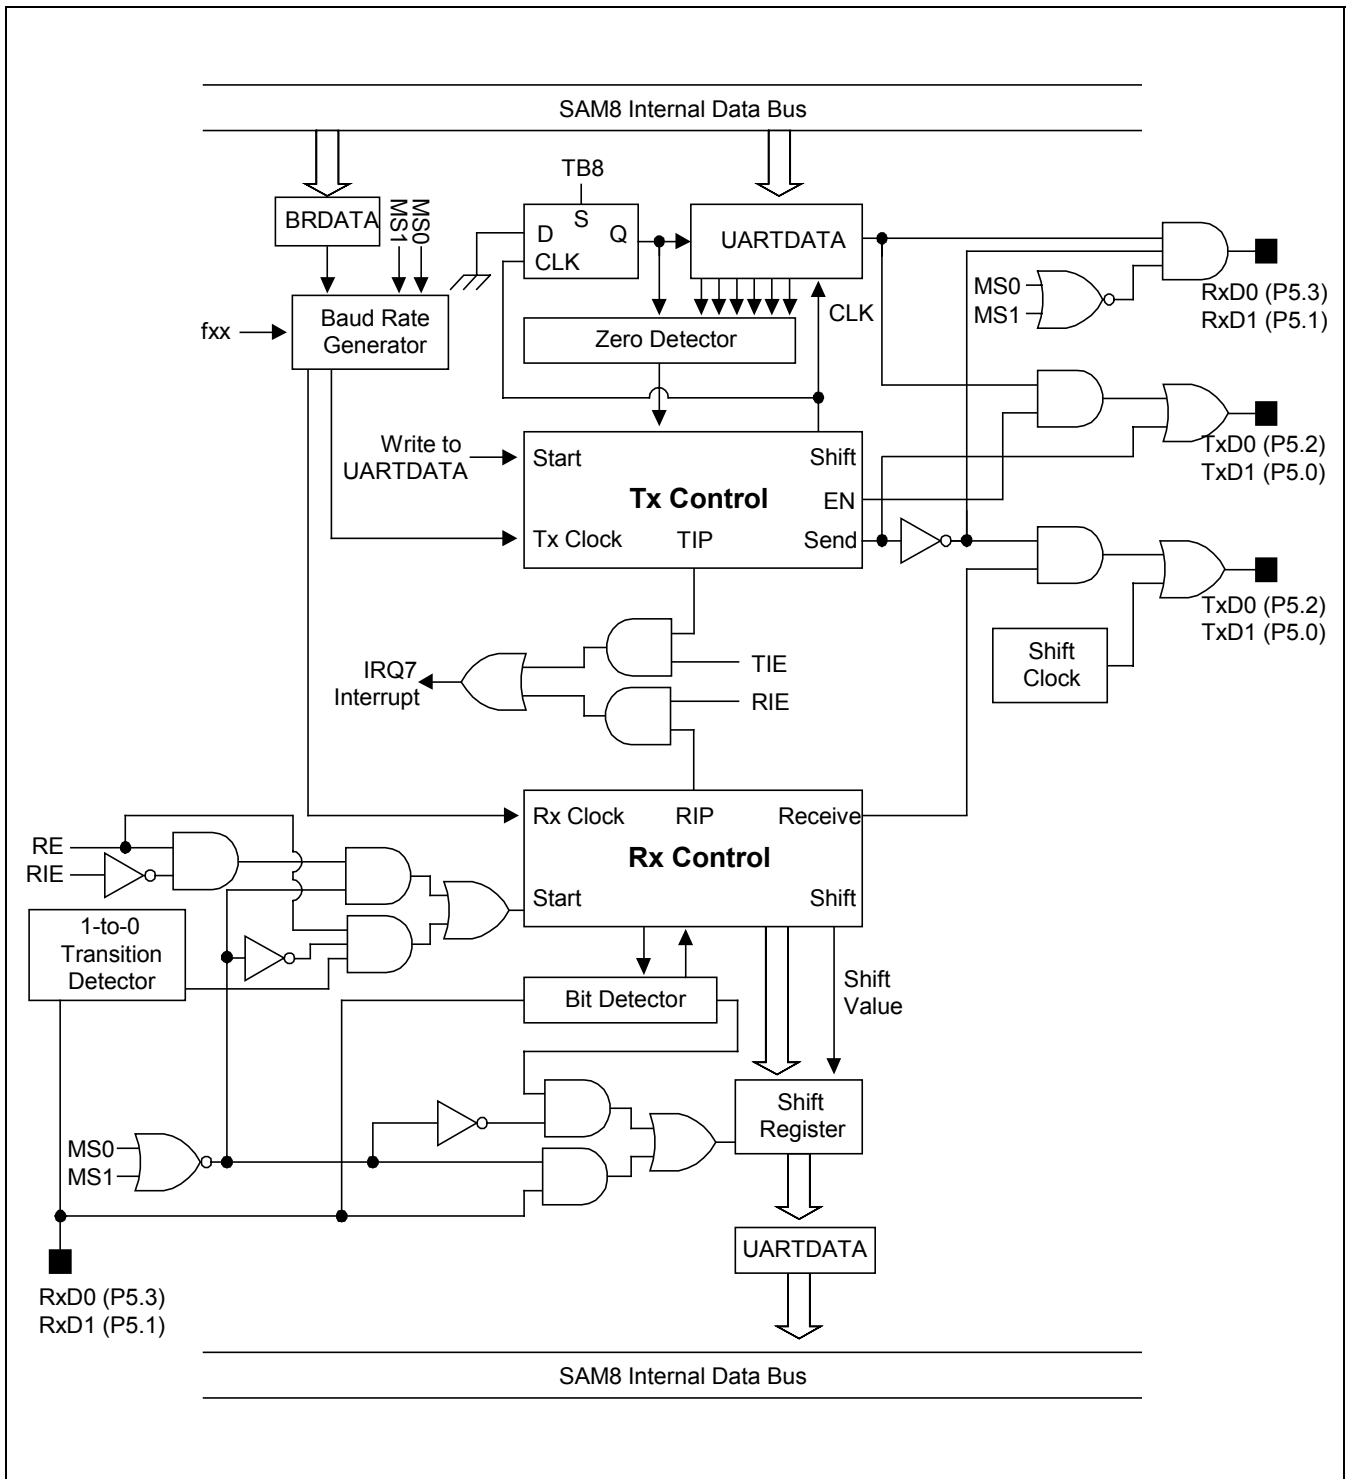 SAM8 Internal Data Bus
TB8
BRDATA
MS1
MS0
S
D
Q
CLK
UARTDATA
MS0
MS1
RxD0 (P5.3)
RxD1 (P5.1)
fxx
Baud Rate
Generator
Zero Detector
CLK
Write to
UARTDATA
Start
Shift
Tx Control
EN
Tx Clock
TIP
Send
TxD0 (P5.2)
TxD1 (P5.0)
TxD0 (P5.2)
TxD1 (P5.0)
Shift
Clock
IRQ7
Interrupt
TIE
RIE
Rx Clock
RIP
Receive
Rx Control
Start
Shift
RE
RIE
1-to-0
Transition
Detector
Bit Detector
Shift
Value
Shift
Register
MS0
MS1
UARTDATA
RxD0 (P5.3)
RxD1 (P5.1)
SAM8 Internal Data Bus